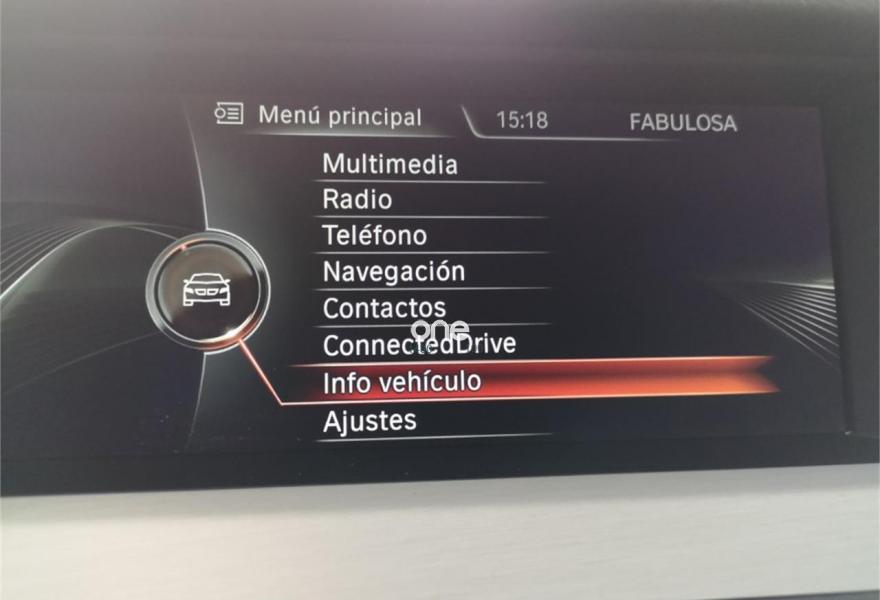 Menú principal 15:18 FABULOSA
Multimedia
Radio
Teléfono
Navegación
Contactos
one
ConnectedDrive
Info vehículo
Ajustes